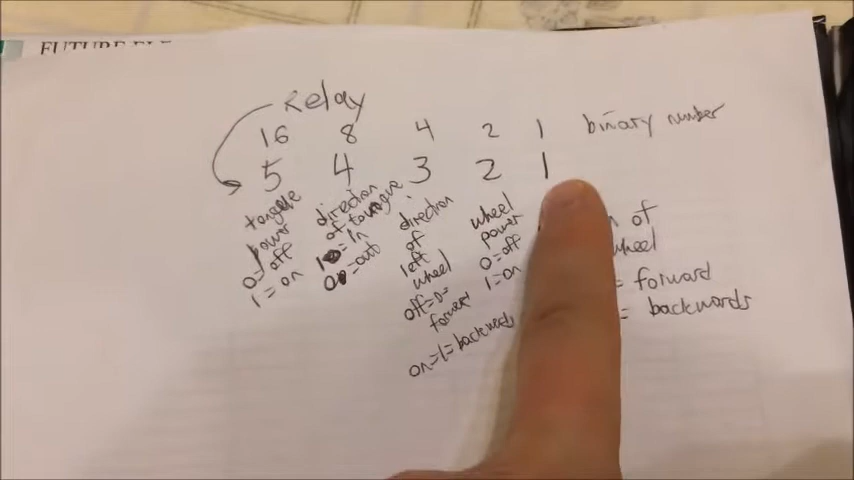 FUTURE
Relay
16 8 4 2 1 binary number
5 4 3 2 1
tongue
power
0=off
1=on
direction
of tongue
1=in
0=out
direction
of
left
wheel
off=0=
forward
on=1=backwards
wheel
power
0=off
1=on
of
wheel
= forward
= backwards